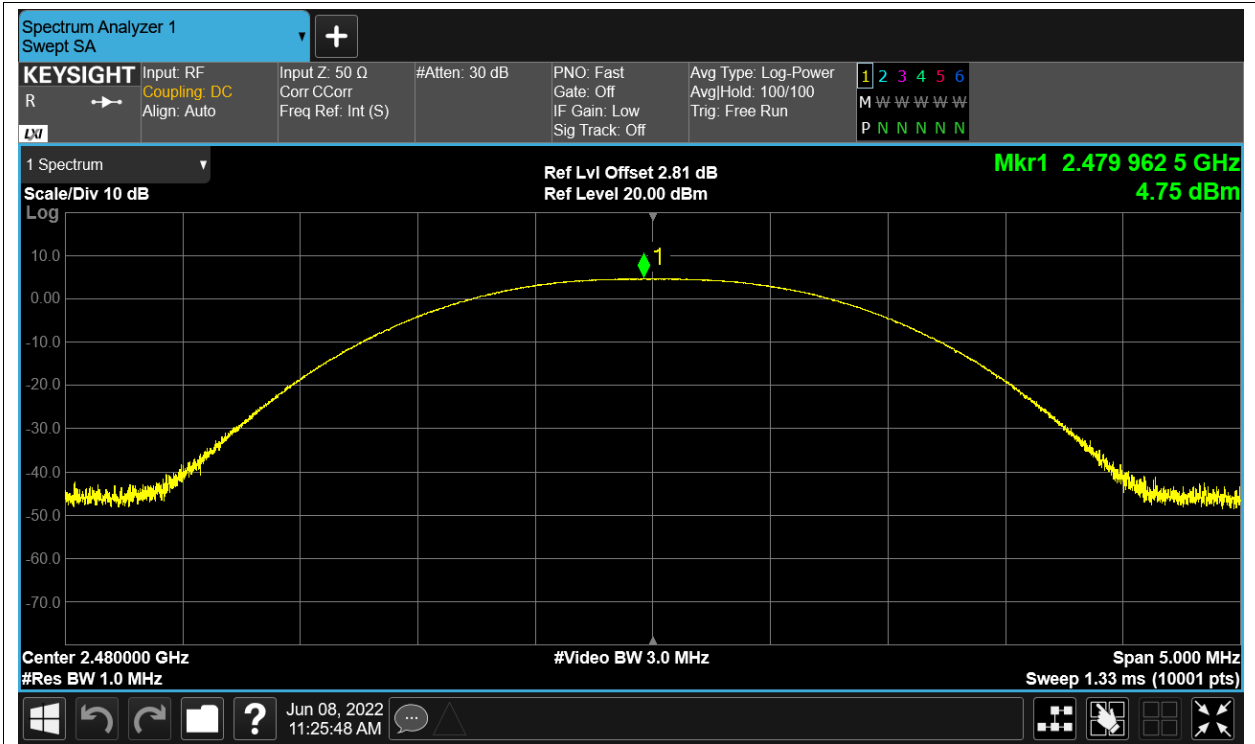 Spectrum Analyzer 1
Swept SA
KEYSIGHT
R
LXI
Input: RF
Coupling: DC
Align: Auto
Input Z: 50 Ω
Corr CCorr
Freq Ref: Int (S)
#Atten: 30 dB
PNO: Fast
Gate: Off
IF Gain: Low
Sig Track: Off
Avg Type: Log-Power
Avg|Hold: 100/100
Trig: Free Run
1 2 3 4 5 6
M W W W W W
P N N N N N
1 Spectrum
Scale/Div 10 dB
Log
Ref Lvl Offset 2.81 dB
Ref Level 20.00 dBm
Mkr1 2.479 962 5 GHz
4.75 dBm
1
10.0
0.00
-10.0
-20.0
-30.0
-40.0
-50.0
-60.0
-70.0
Center 2.480000 GHz
#Res BW 1.0 MHz
#Video BW 3.0 MHz
Span 5.000 MHz
Sweep 1.33 ms (10001 pts)
?
Jun 08, 2022
11:25:48 AM